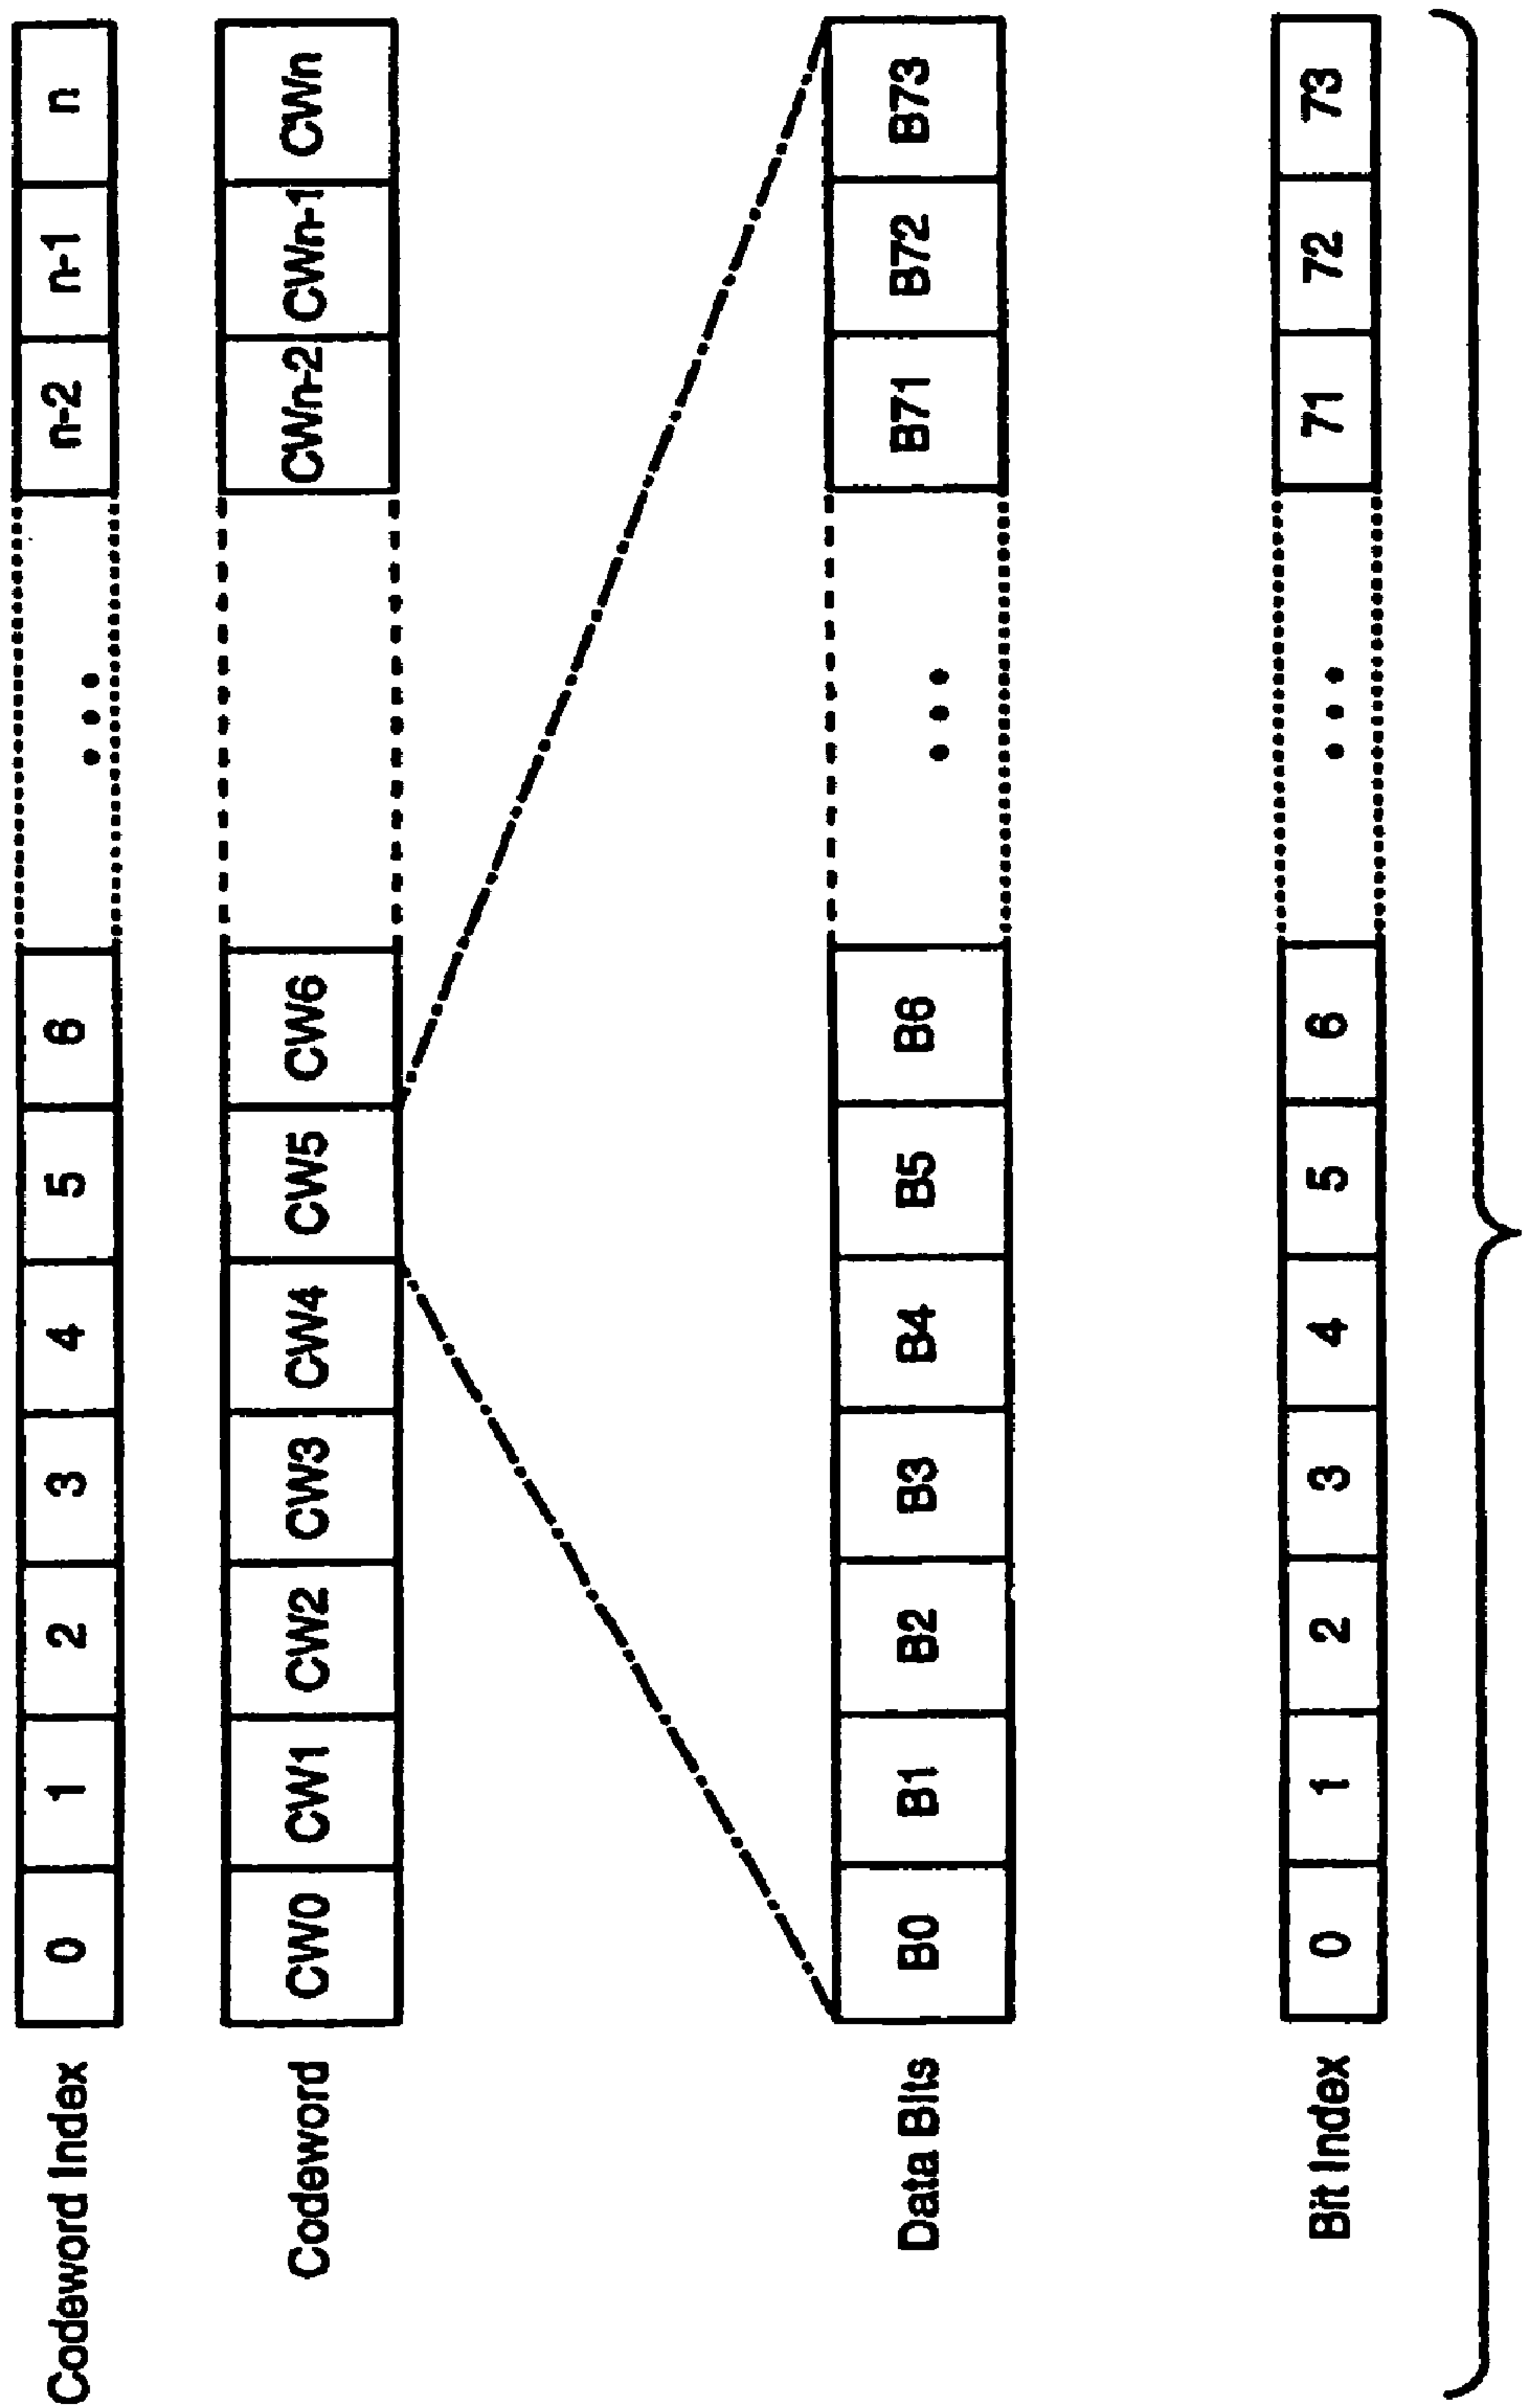 Codeword Index 0 1 2 3 4 5 6 ... n-2 n-1 n
Codeword CW0 CW1 CW2 CW3 CW4 CW5 CW6 CWn-2 CWn-1 CWn
Data Bits B0 B1 B2 B3 B4 B5 B6 ... B71 B72 B73
Bit Index 0 1 2 3 4 5 6 ... 71 72 73